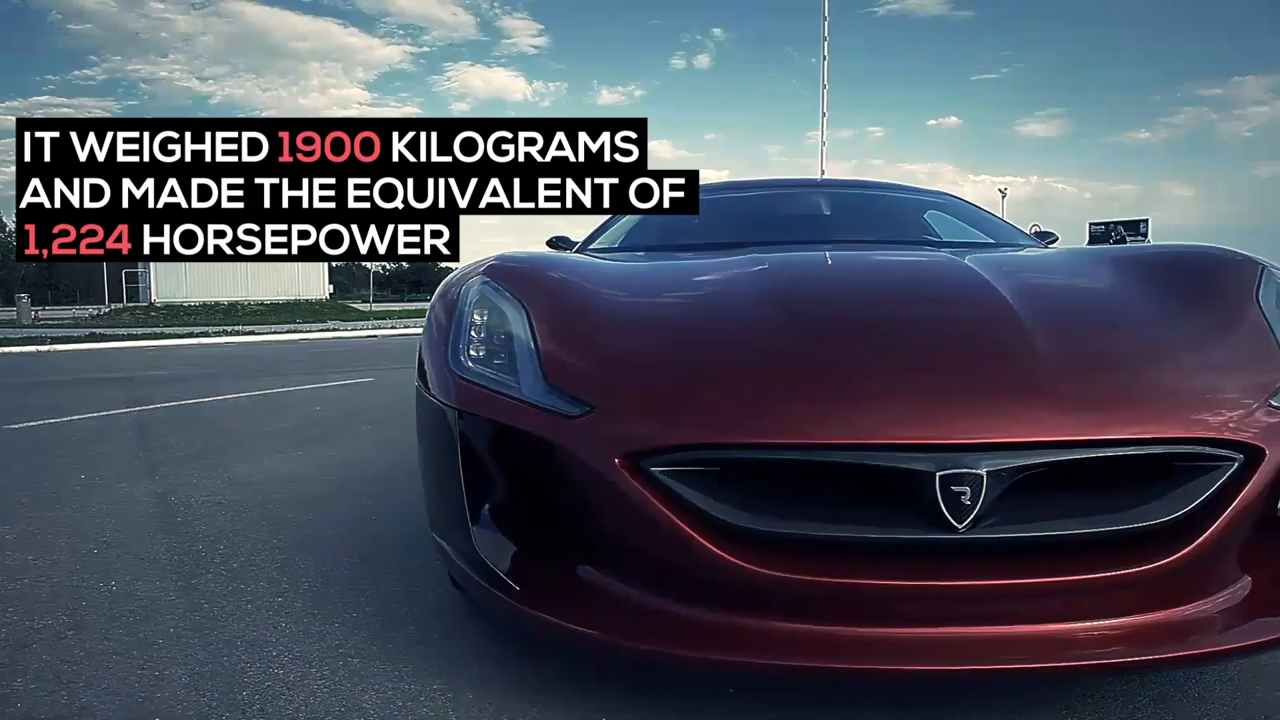 IT WEIGHED 1900 KILOGRAMS
AND MADE THE EQUIVALENT OF
1,224 HORSEPOWER
R